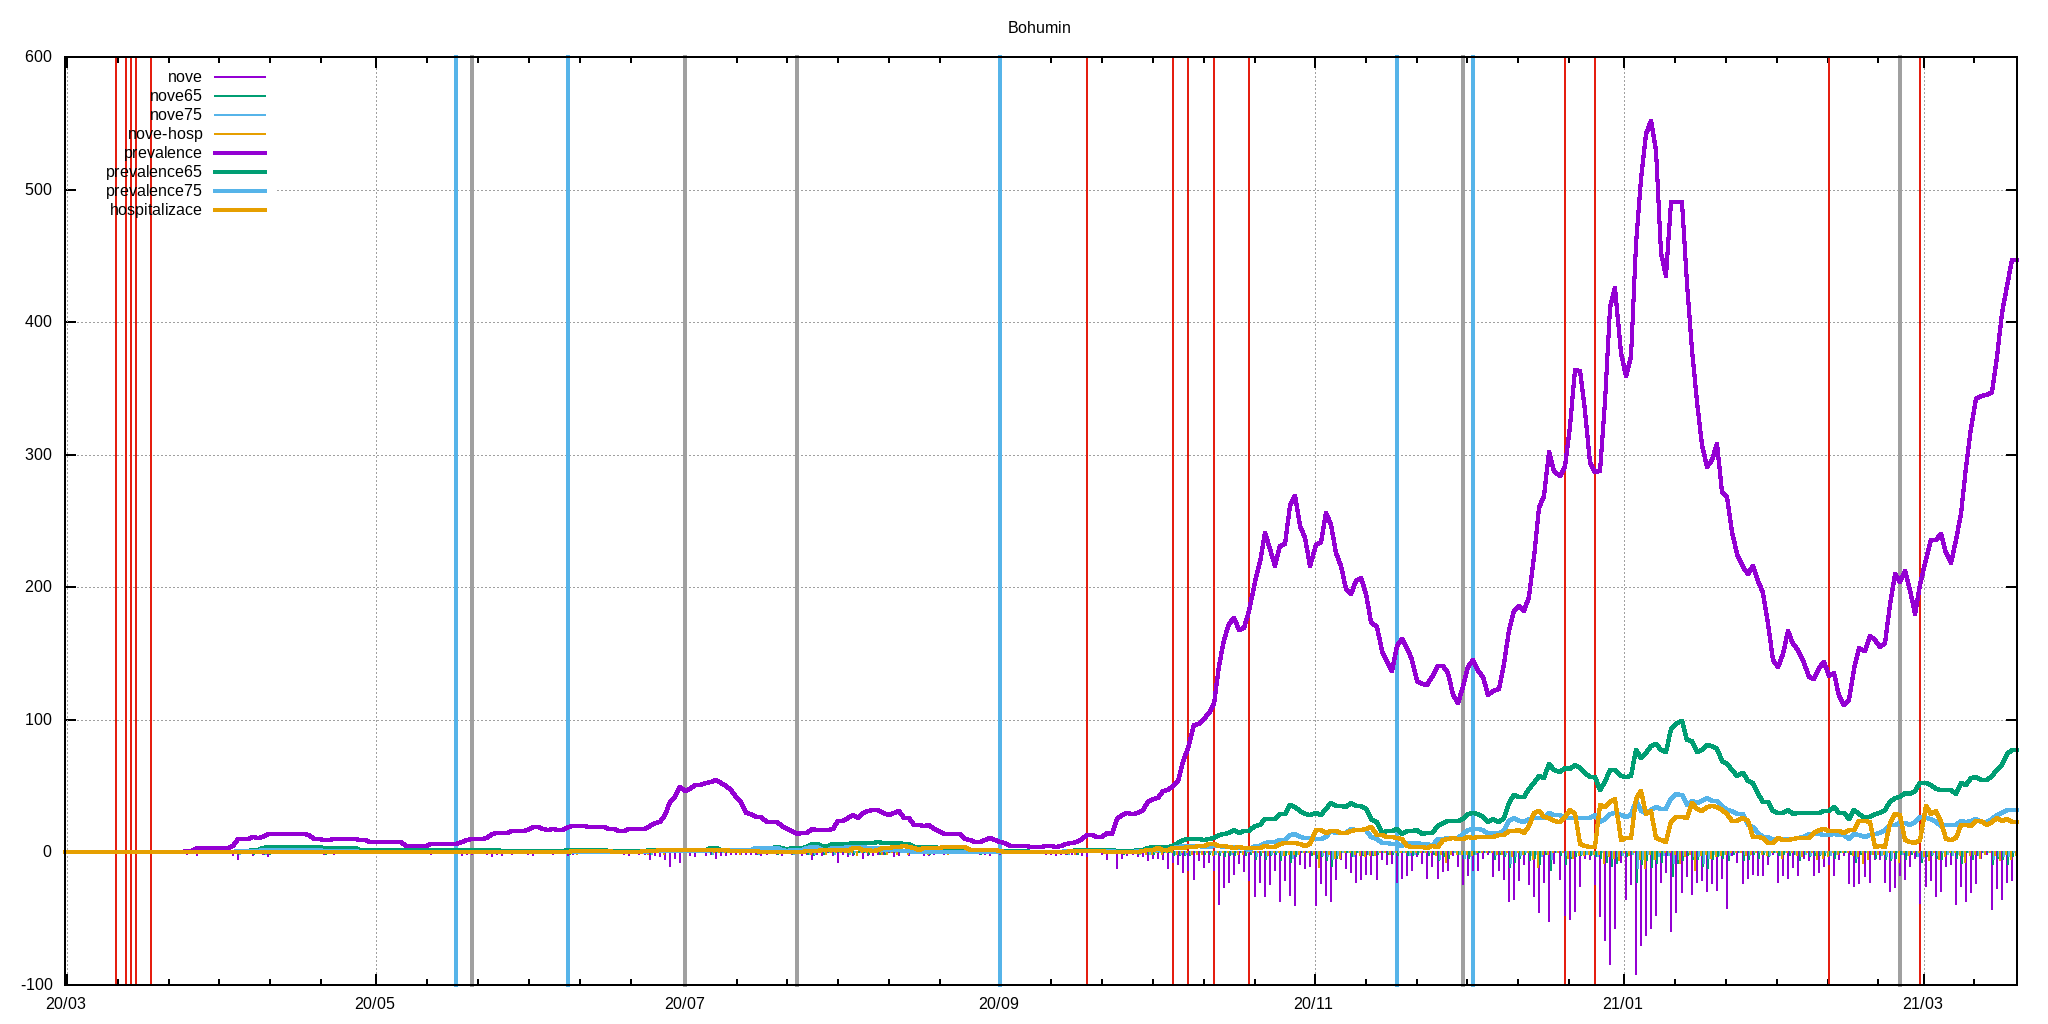 Bohumin
600
500
400
300
200
100
0
-100
nove
nove65
nove75
nove-hosp
prevalence
prevalence65
prevalence75
hospitalizace
20/03 20/05 20/07 20/09 20/11 21/01 21/03